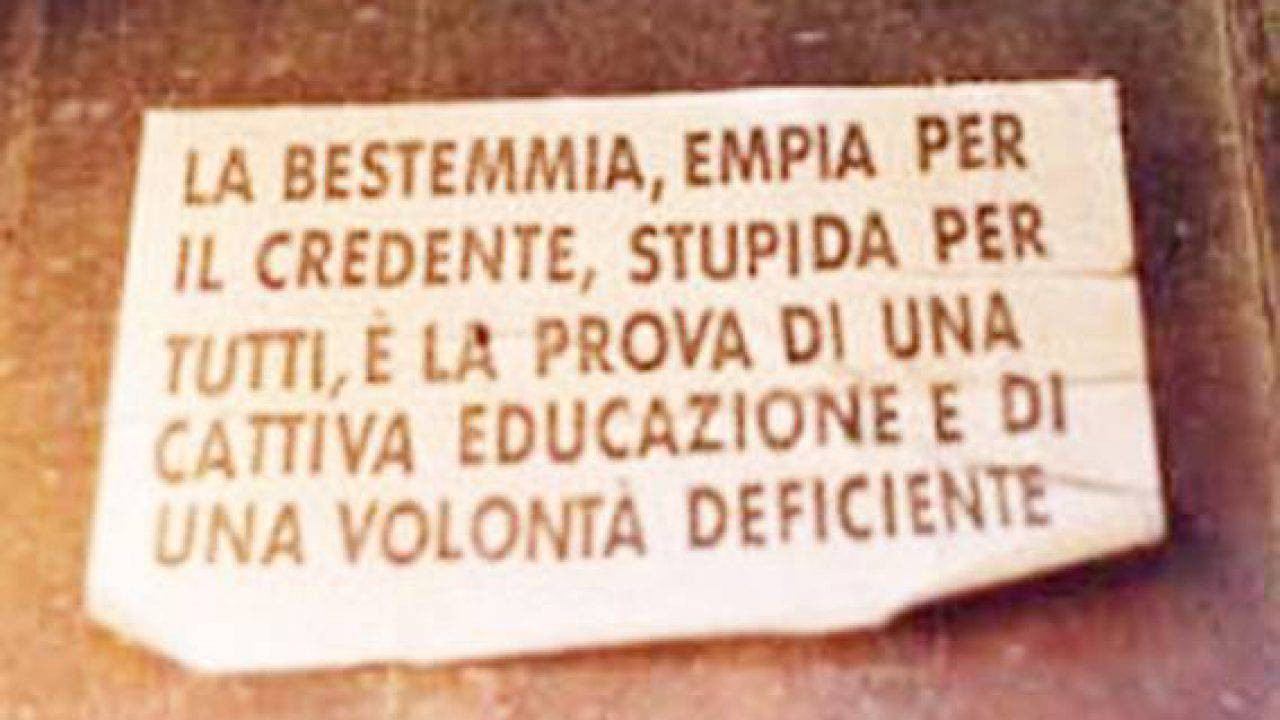 LA BESTEMMIA, EMPIA PER
IL CREDENTE, STUPIDA PER
TUTTI, È LA PROVA DI UNA
CATTIVA EDUCAZIONE E DI
UNA VOLONTÀ DEFICIENTE